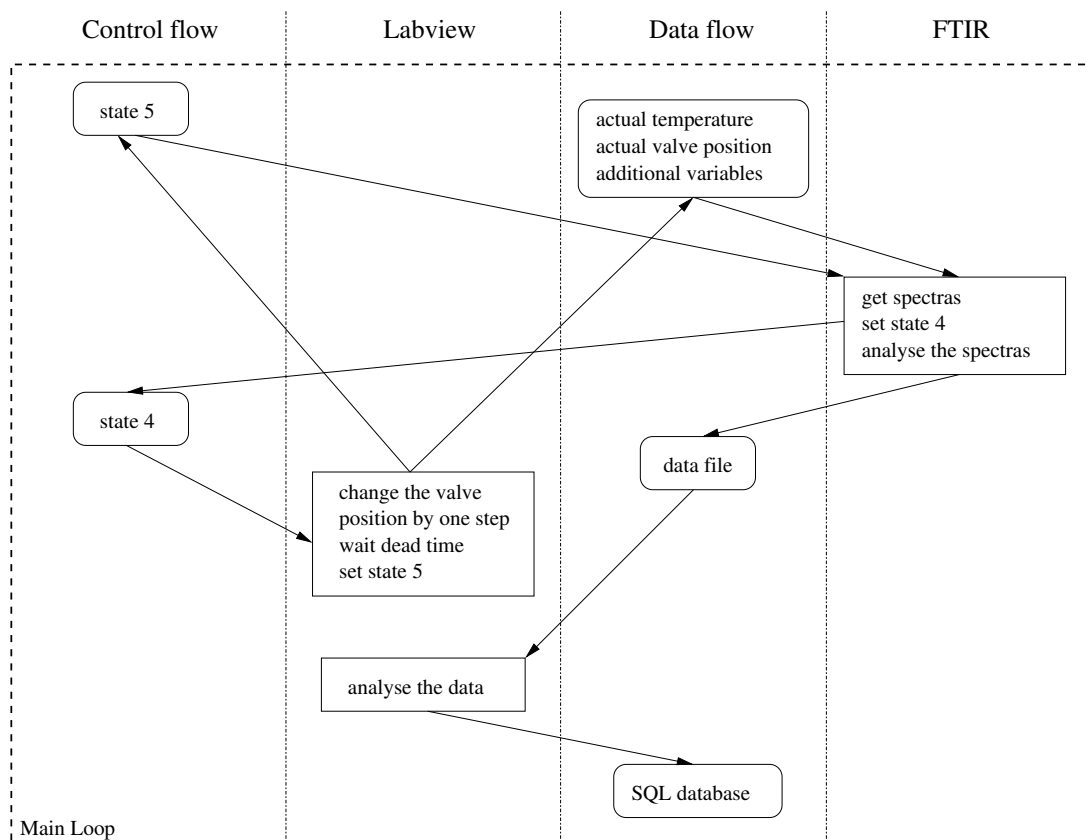 Control flow
Labview
Data flow
FTIR
state 5
actual temperature
actual valve position
additional variables
get spectras
set state 4
analyse the spectras
state 4
data file
change the valve
position by one step
wait dead time
set state 5
analyse the data
SQL database
Main Loop